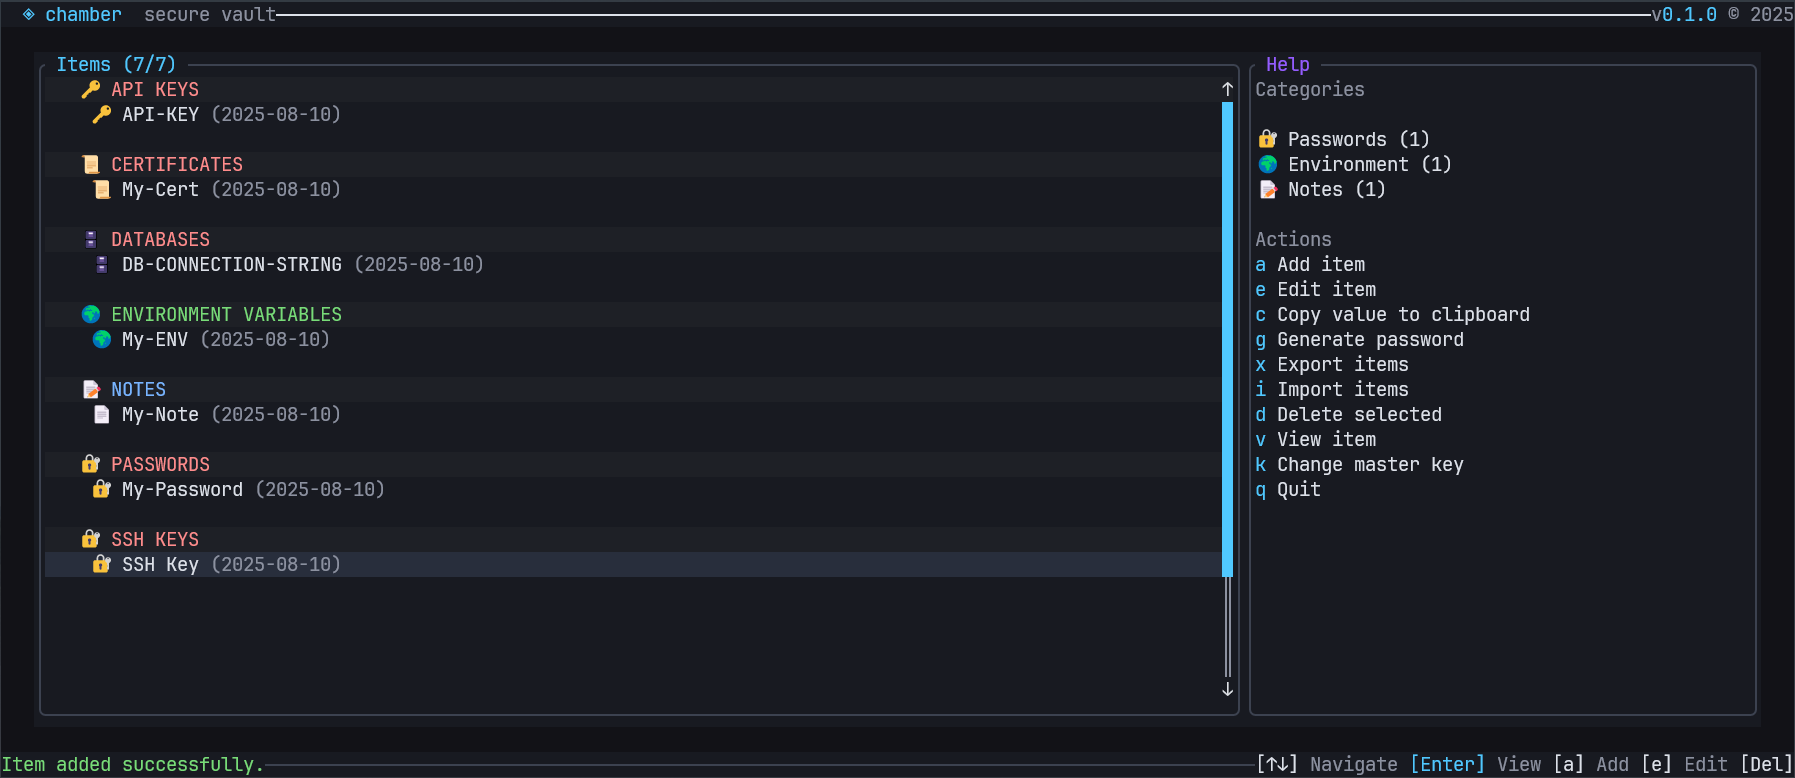 chamber secure vault v0.1.0 © 2025
Items (7/7)
API KEYS
API-KEY (2025-08-10)
CERTIFICATES
My-Cert (2025-08-10)
DATABASES
DB-CONNECTION-STRING (2025-08-10)
ENVIRONMENT VARIABLES
My-ENV (2025-08-10)
NOTES
My-Note (2025-08-10)
PASSWORDS
My-Password (2025-08-10)
SSH KEYS
SSH Key (2025-08-10)
Help
Categories
Passwords (1)
Environment (1)
Notes (1)
Actions
a Add item
e Edit item
c Copy value to clipboard
g Generate password
x Export items
i Import items
d Delete selected
v View item
k Change master key
q Quit
Item added successfully. [↑↓] Navigate [Enter] View [a] Add [e] Edit [Del]